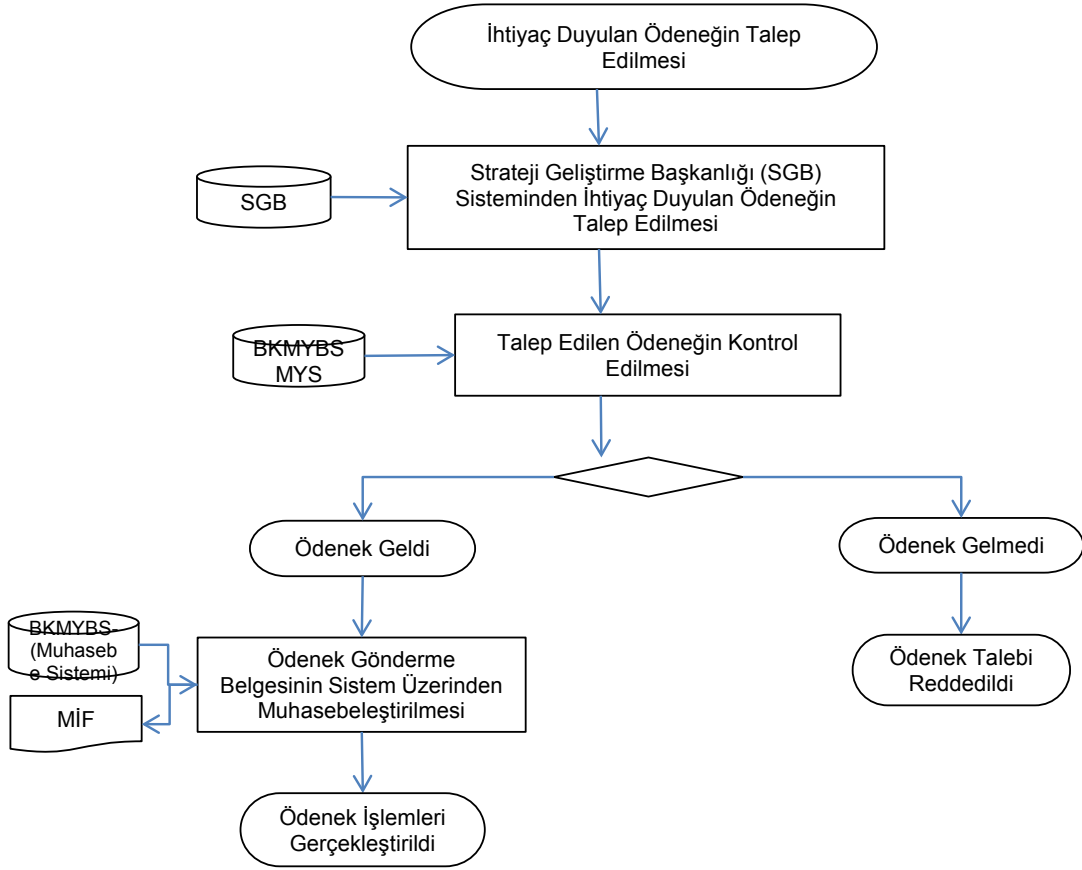 İhtiyaç Duyulan Ödeneğin Talep
Edilmesi
Strateji Geliştirme Başkanlığı (SGB)
Sisteminden İhtiyaç Duyulan Ödeneğin
Talep Edilmesi
SGB
BKMYBS
MYS
Talep Edilen Ödeneğin Kontrol
Edilmesi
Ödenek Geldi
Ödenek Gelmedi
BKMYBS-
(Muhaseb
e Sistemi)
MİF
Ödenek Gönderme
Belgesinin Sistem Üzerinden
Muhasebeleştirilmesi
Ödenek Talebi
Reddedildi
Ödenek İşlemleri
Gerçekleştirildi